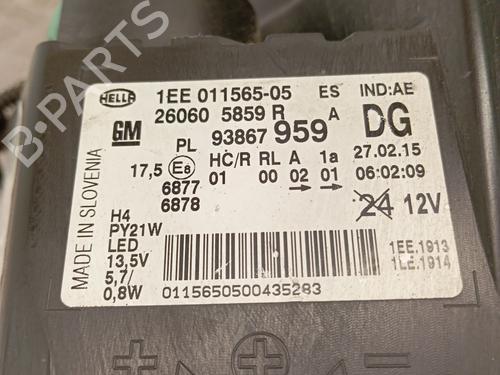 HELLA 1EE 011565-05 ES IND:AE
GM 26060 5859 R A DG
PL 93867 959
17,5 E8 HC/R RL A 1a 27.02.15
01 00 02 01 06:02:09
6877
6878
24 12V
H4
PY21W
LED
13,5V
5,7/
0,8W
1EE.1913
1LE.1914
0115650500435283
MADE IN SLOVENIA
B-PARTS